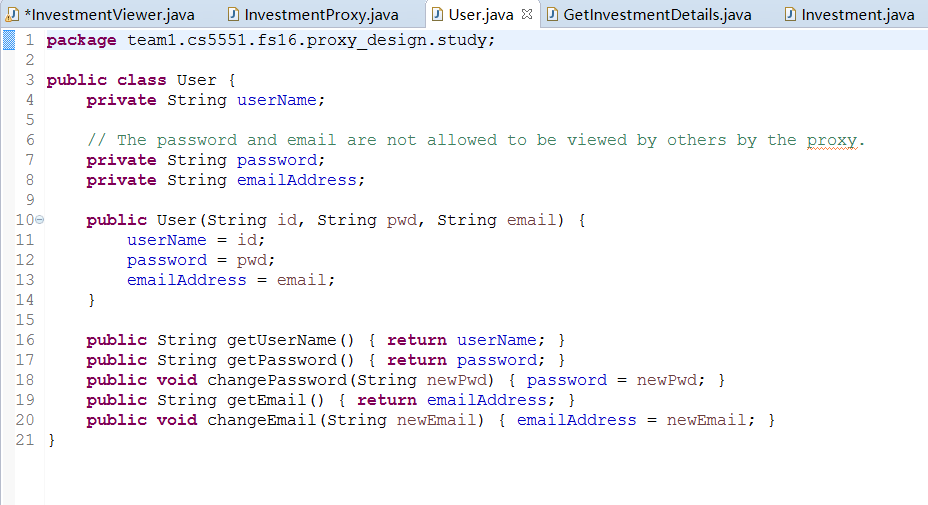 *InvestmentViewer.java InvestmentProxy.java User.java GetInvestmentDetails.java Investment.java
1 package team1.cs5551.fs16.proxy_design.study;
2
3 public class User {
4     private String userName;
5
6     // The password and email are not allowed to be viewed by others by the proxy.
7     private String password;
8     private String emailAddress;
9
10     public User(String id, String pwd, String email) {
11         userName = id;
12         password = pwd;
13         emailAddress = email;
14     }
15
16     public String getUserName() { return userName; }
17     public String getPassword() { return password; }
18     public void changePassword(String newPwd) { password = newPwd; }
19     public String getEmail() { return emailAddress; }
20     public void changeEmail(String newEmail) { emailAddress = newEmail; }
21 }